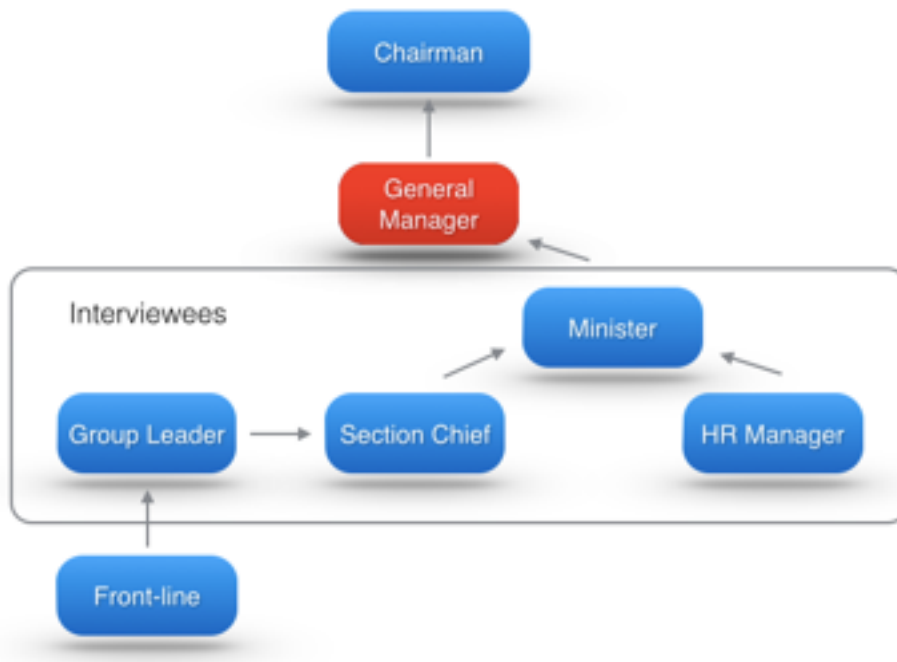 Chairman
General
Manager
Interviewees
Minister
Group Leader
Section Chief
HR Manager
Front-line